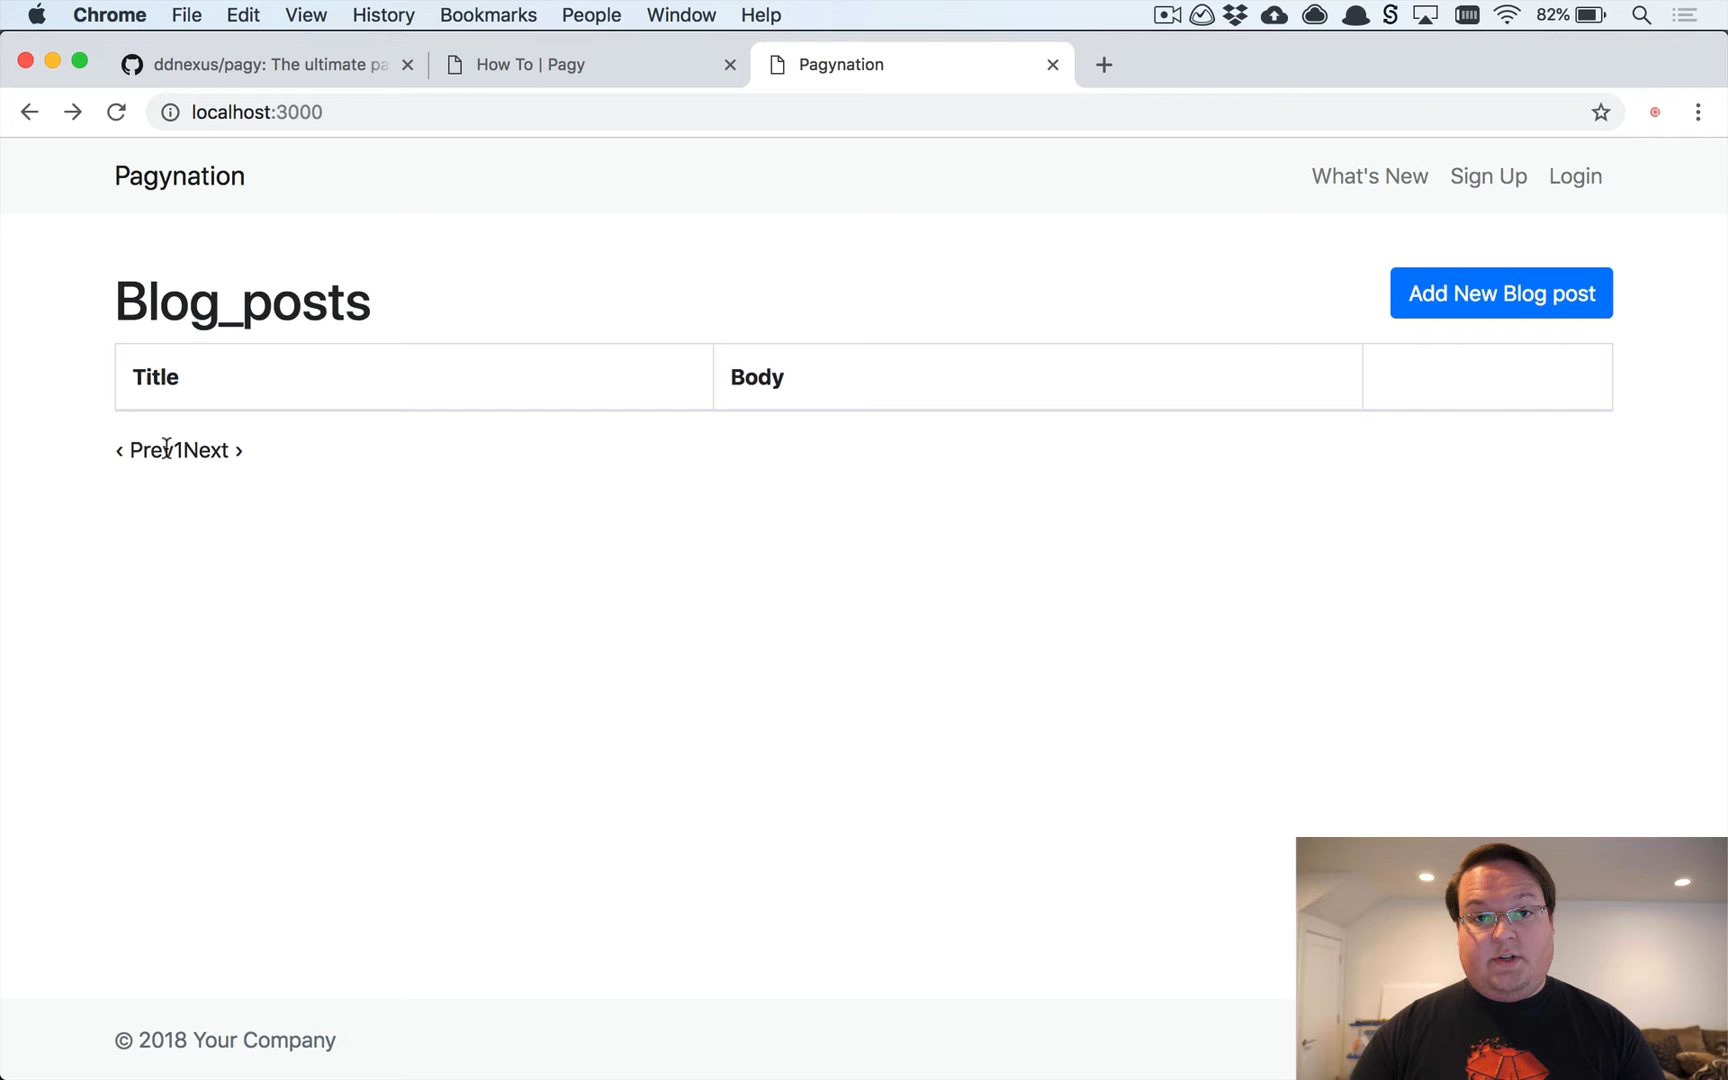 Chrome File Edit View History Bookmarks People Window Help 82%
ddnexus/pagy: The ultimate pa
How To | Pagy
Pagynation
localhost:3000
Pagynation
What's New Sign Up Login
Blog_posts
Add New Blog post
Title Body
‹ Prev1Next ›
© 2018 Your Company